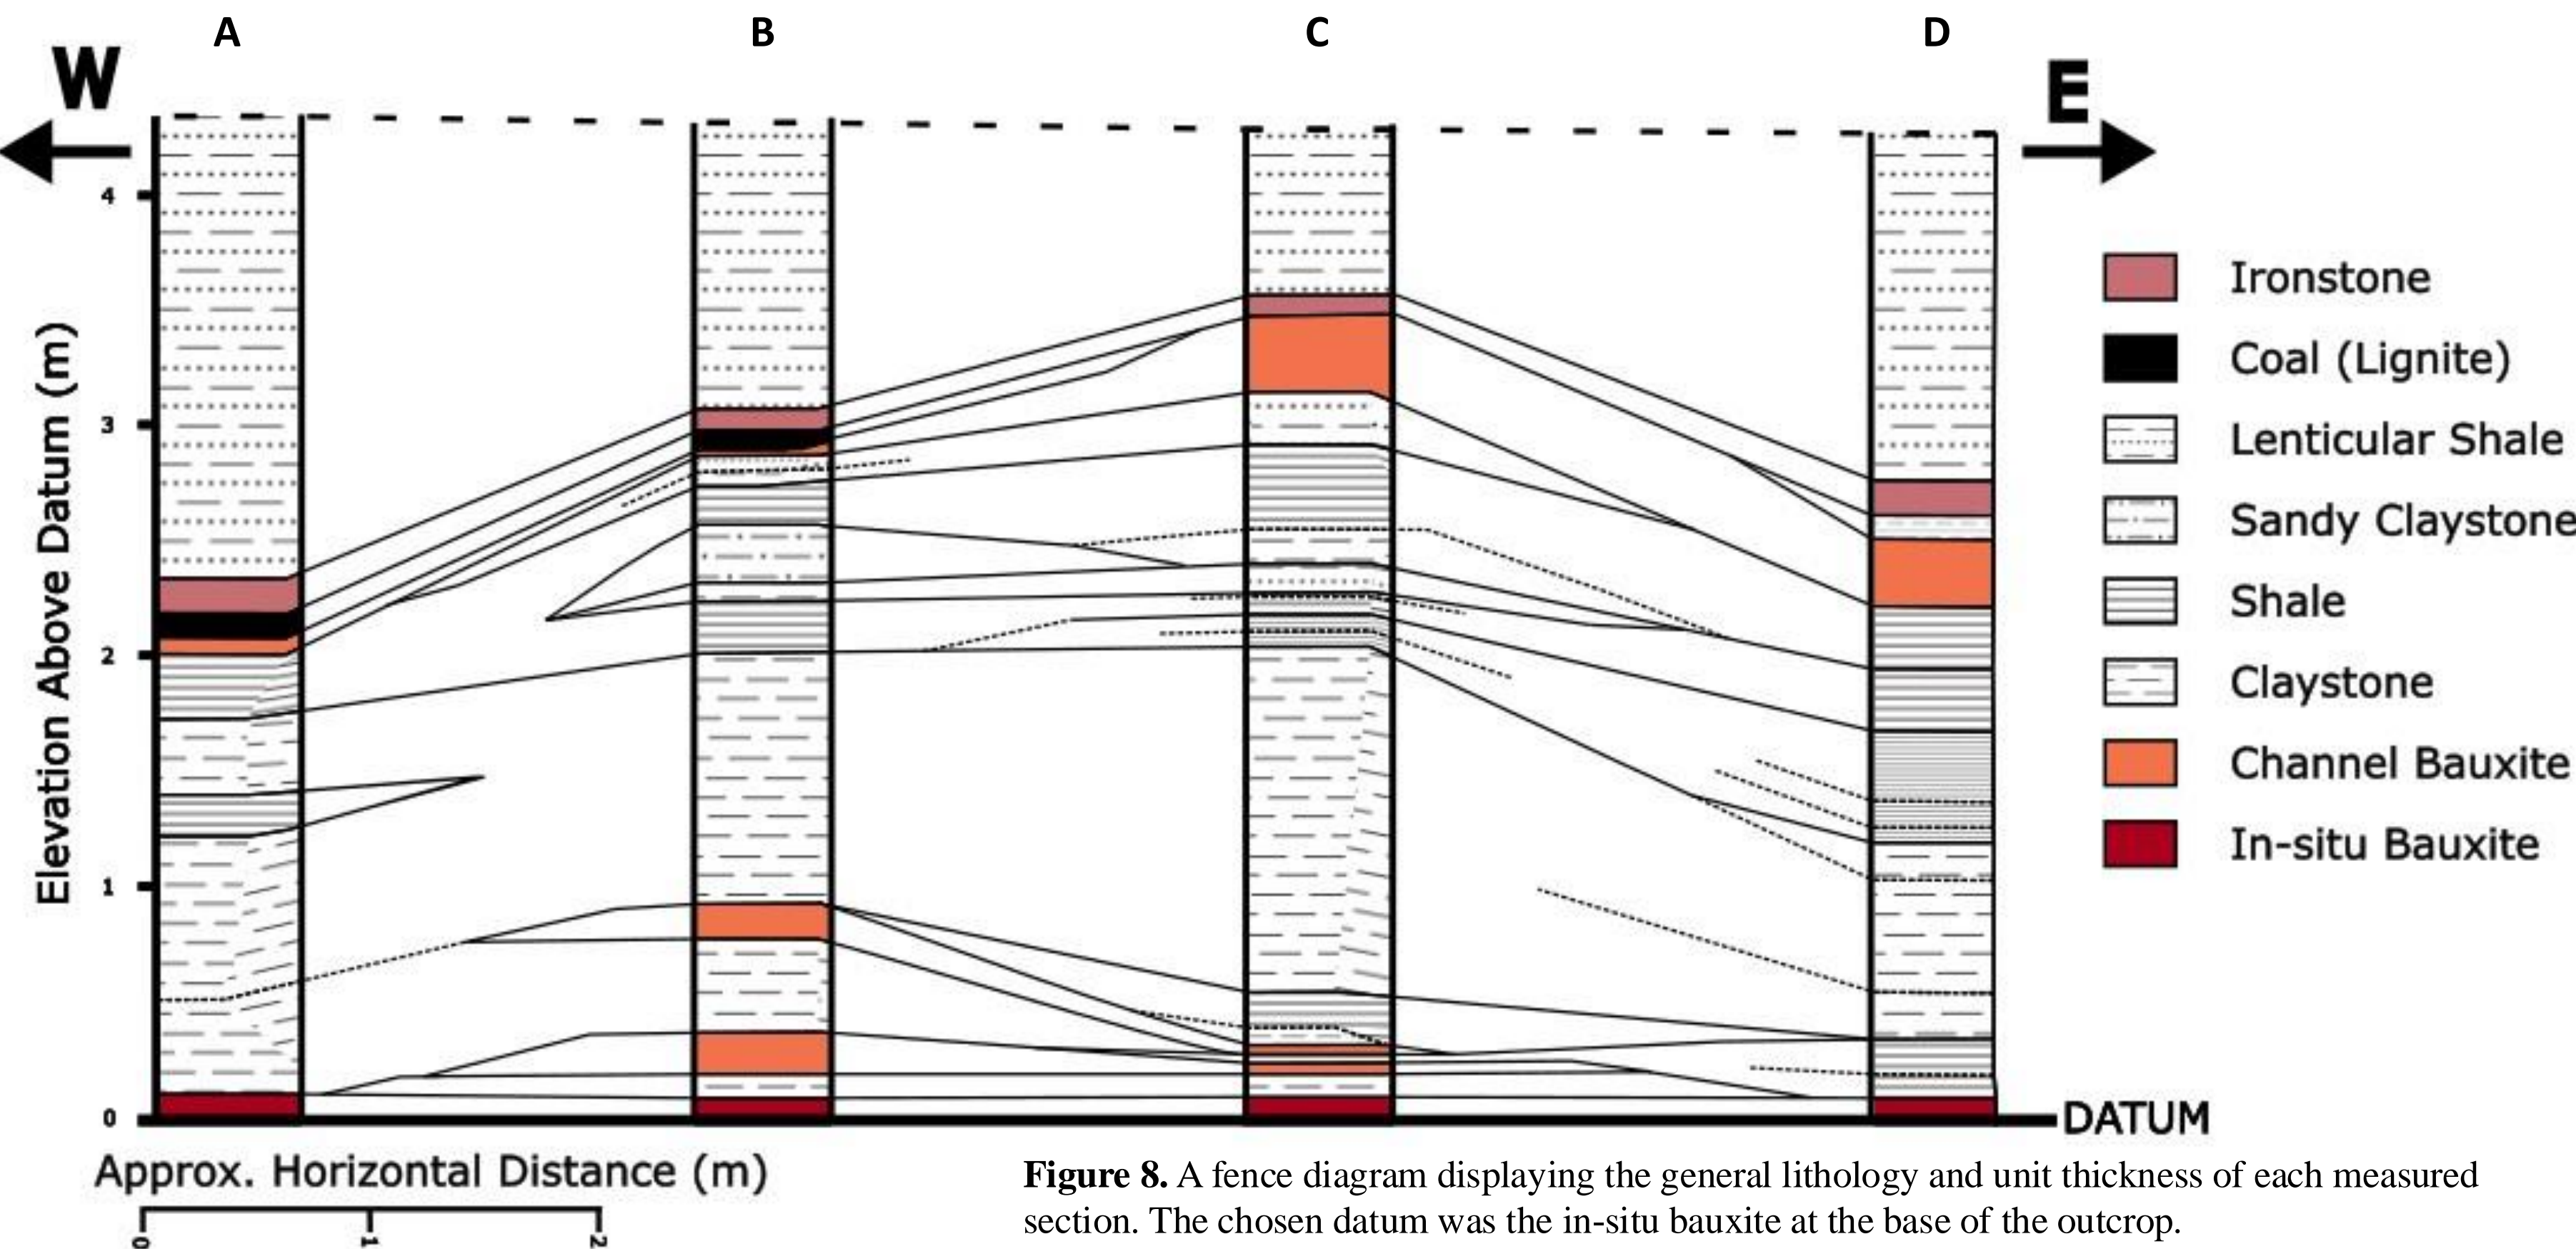 A B C D
W E
4
3
2
1
0
Elevation Above Datum (m)
Ironstone
Coal (Lignite)
Lenticular Shale
Sandy Claystone
Shale
Claystone
Channel Bauxite
In-situ Bauxite
DATUM
Approx. Horizontal Distance (m)
0 1 2
Figure 8. A fence diagram displaying the general lithology and unit thickness of each measured
section. The chosen datum was the in-situ bauxite at the base of the outcrop.